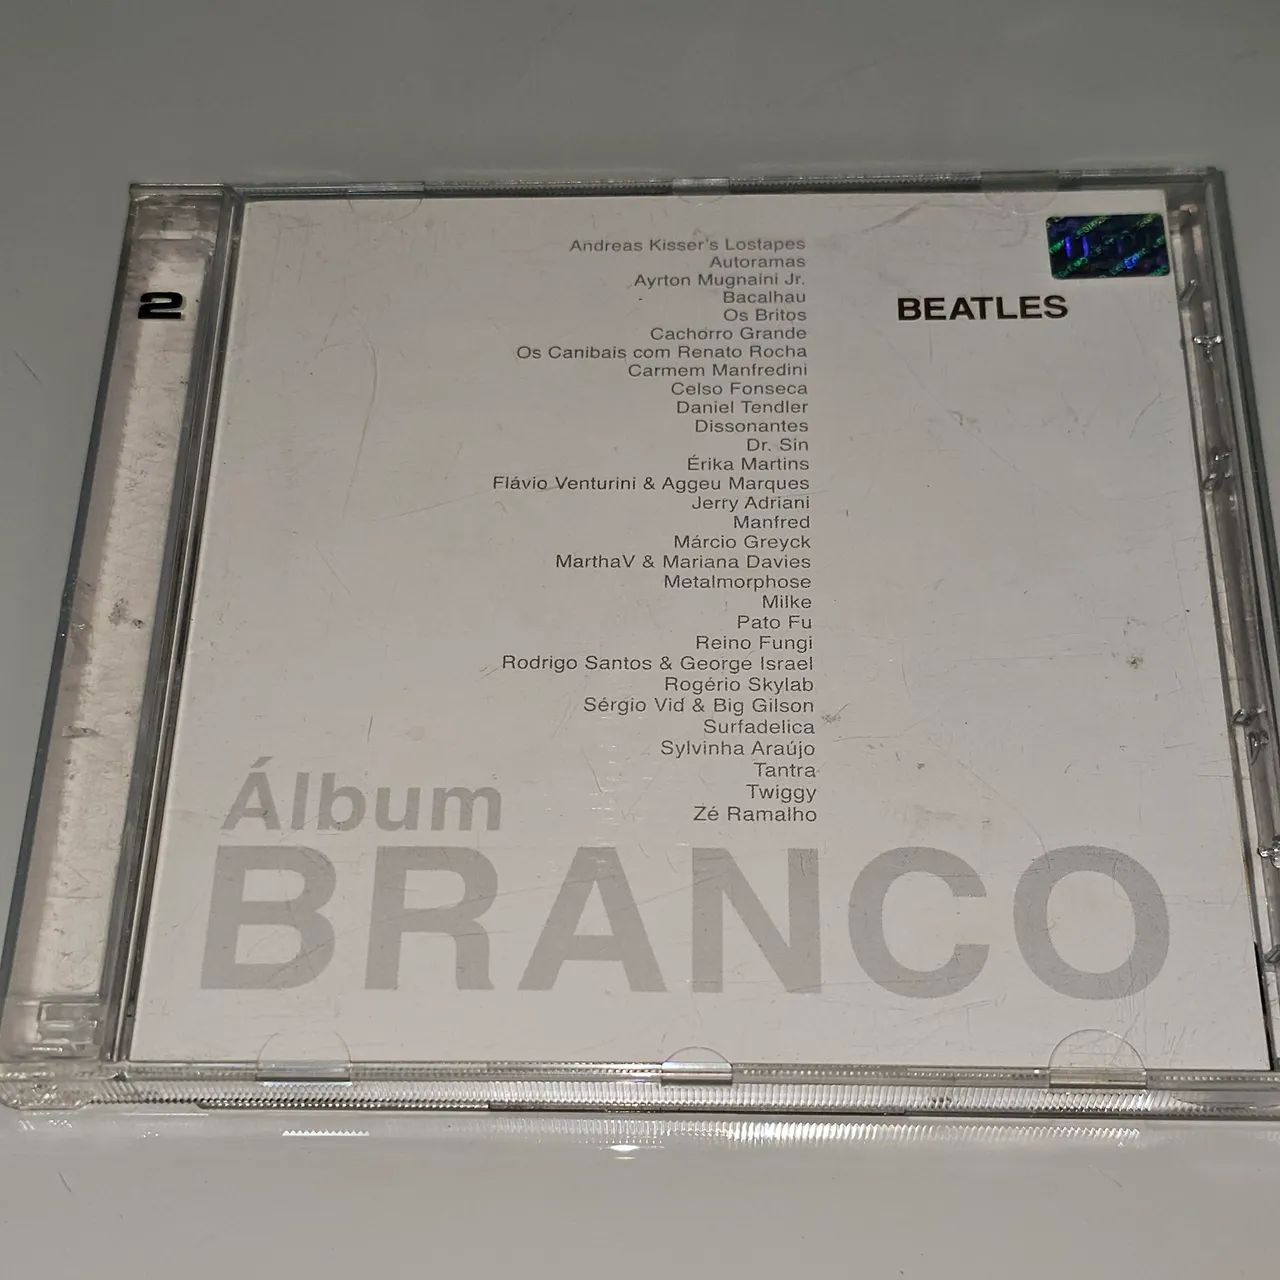 2
BEATLES
Andreas Kisser's Lostapes
Autoramas
Ayrton Mugnaini Jr.
Bacalhau
Os Britos
Cachorro Grande
Os Canibais com Renato Rocha
Carmem Manfredini
Celso Fonseca
Daniel Tendler
Dissonantes
Dr. Sin
Érika Martins
Flávio Venturini & Aggeu Marques
Jerry Adriani
Manfred
Márcio Greyck
MarthaV & Mariana Davies
Metalmorphose
Milke
Pato Fu
Reino Fungi
Rodrigo Santos & George Israel
Rogério Skylab
Sérgio Vid & Big Gilson
Surfadelica
Sylvinha Araújo
Tantra
Twiggy
Zé Ramalho
Álbum
BRANCO